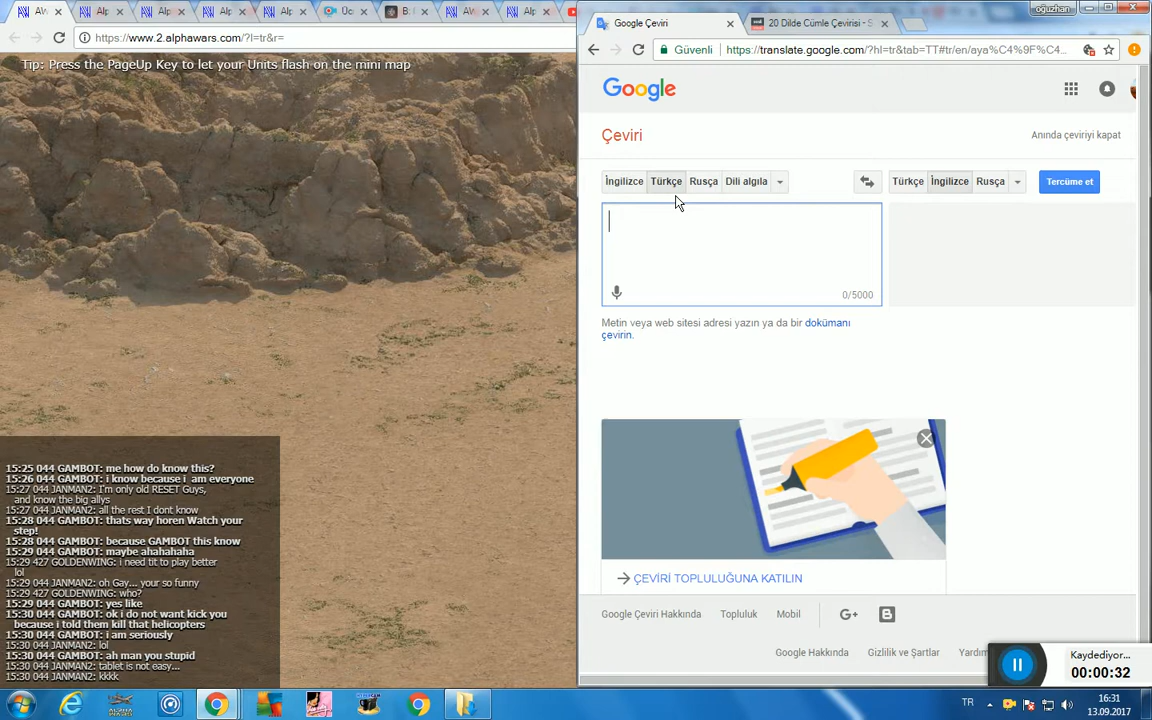 AW
Alp
Alp
Alp
Alp
AW
Alp
https://www.2.alphawars.com/?l=tr&r=
Tip: Press the PageUp Key to let your Units flash on the mini map
15:25 044 GAMBOT: me how do know this?
15:26 044 GAMBOT: i know because i am everyone
15:27 044 JANMAN2: I'm only old RESET Guys,
and know the big allys
15:27 044 JANMAN2: all the rest I dont know
15:28 044 GAMBOT: thats way horen Watch your
step!
15:28 044 GAMBOT: because GAMBOT this know
15:29 044 GAMBOT: maybe ahahahaha
15:29 427 GOLDENWING: i need tit to play better
lol
15:29 044 JANMAN2: oh Gay... your so funny
15:29 427 GOLDENWING: who?
15:29 044 GAMBOT: yes like
15:30 044 GAMBOT: ok i do not want kick you
because i told them kill that helicopters
15:30 044 GAMBOT: i am seriously
15:30 044 JANMAN2: lol
15:30 044 GAMBOT: ah man you stupid
15:30 044 JANMAN2: tablet is not easy...
15:30 044 JANMAN2: kkkk
oğuzhan
Google Çeviri
20 Dilde Cümle Çevirisi - S
Güvenli
https://translate.google.com/?hl=tr&tab=TT#tr/en/aya%C4%9F%C4...
Google
Çeviri
Anında çeviriyi kapat
İngilizce Türkçe Rusça Dili algıla
Türkçe İngilizce Rusça
Tercüme et
0/5000
Metin veya web sitesi adresi yazın ya da bir dokümanı
çevirin.
ÇEVİRİ TOPLULUĞUNA KATILIN
Google Çeviri Hakkında Topluluk Mobil G+
Google Hakkında Gizlilik ve Şartlar Yardım
Kaydediyor...
00:00:32
TR
16:31
13.09.2017